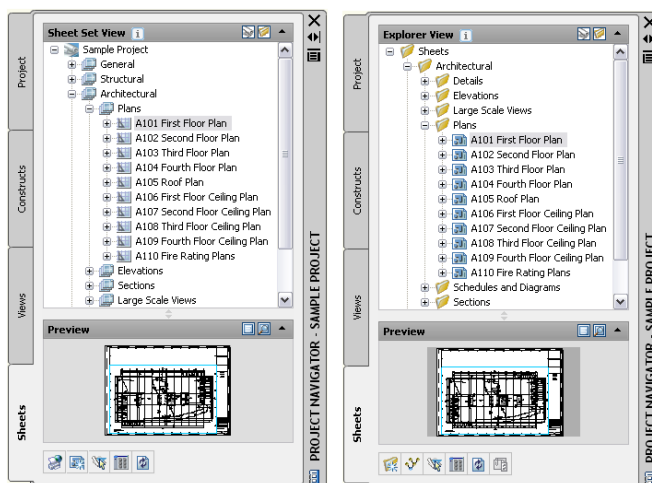 Sheet Set View
Sample Project
General
Structural
Architectural
Plans
A101 First Floor Plan
A102 Second Floor Plan
A103 Third Floor Plan
A104 Fourth Floor Plan
A105 Roof Plan
A106 First Floor Ceiling Plan
A107 Second Floor Ceiling Plan
A108 Third Floor Ceiling Plan
A109 Fourth Floor Ceiling Plan
A110 Fire Rating Plans
Elevations
Sections
Large Scale Views
Preview
Project
Constructs
Views
Sheets
PROJECT NAVIGATOR - SAMPLE PROJECT
Explorer View
Sheets
Architectural
Details
Elevations
Large Scale Views
Plans
A101 First Floor Plan
A102 Second Floor Plan
A103 Third Floor Plan
A104 Fourth Floor Plan
A105 Roof Plan
A106 First Floor Ceiling Plan
A107 Second Floor Ceiling Plan
A108 Third Floor Ceiling Plan
A109 Fourth Floor Ceiling Plan
A110 Fire Rating Plans
Schedules and Diagrams
Sections
Preview
Project
Constructs
Views
Sheets
PROJECT NAVIGATOR - SAMPLE PROJECT